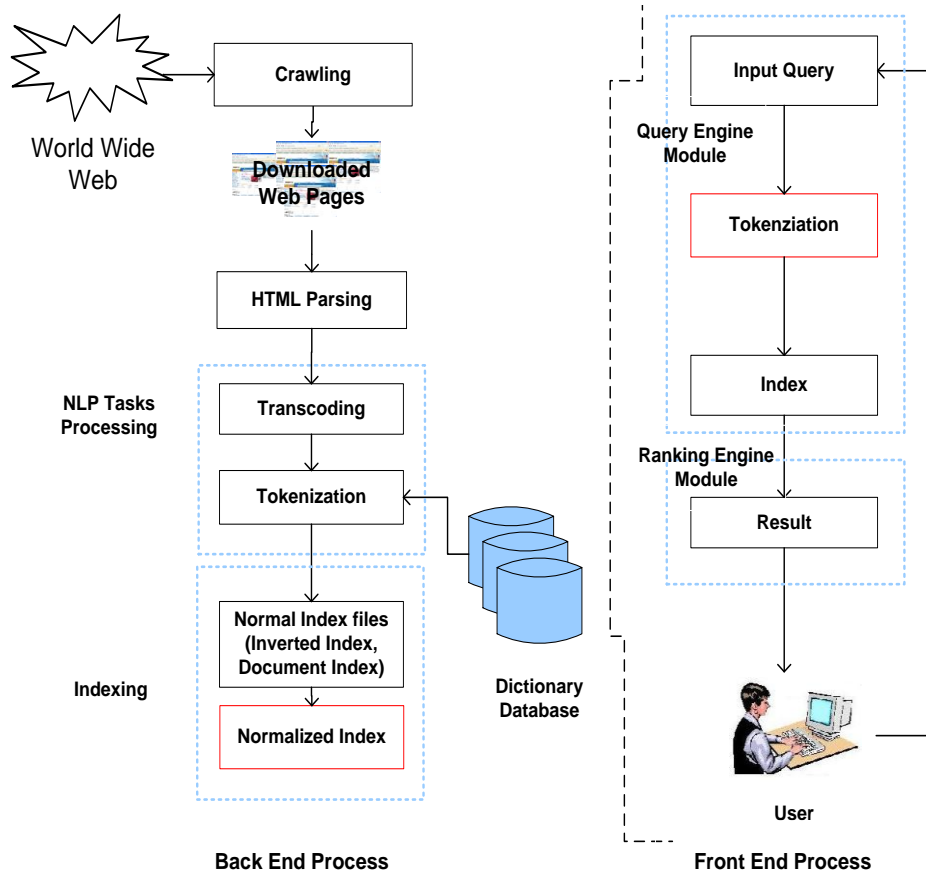 Crawling
World Wide
Web
Downloaded
Web Pages
HTML Parsing
NLP Tasks
Processing
Transcoding
Tokenization
Normal Index files
(Inverted Index,
Document Index)
Indexing
Normalized Index
Dictionary
Database
Back End Process
Input Query
Query Engine
Module
Tokenziation
Index
Ranking Engine
Module
Result
User
Front End Process